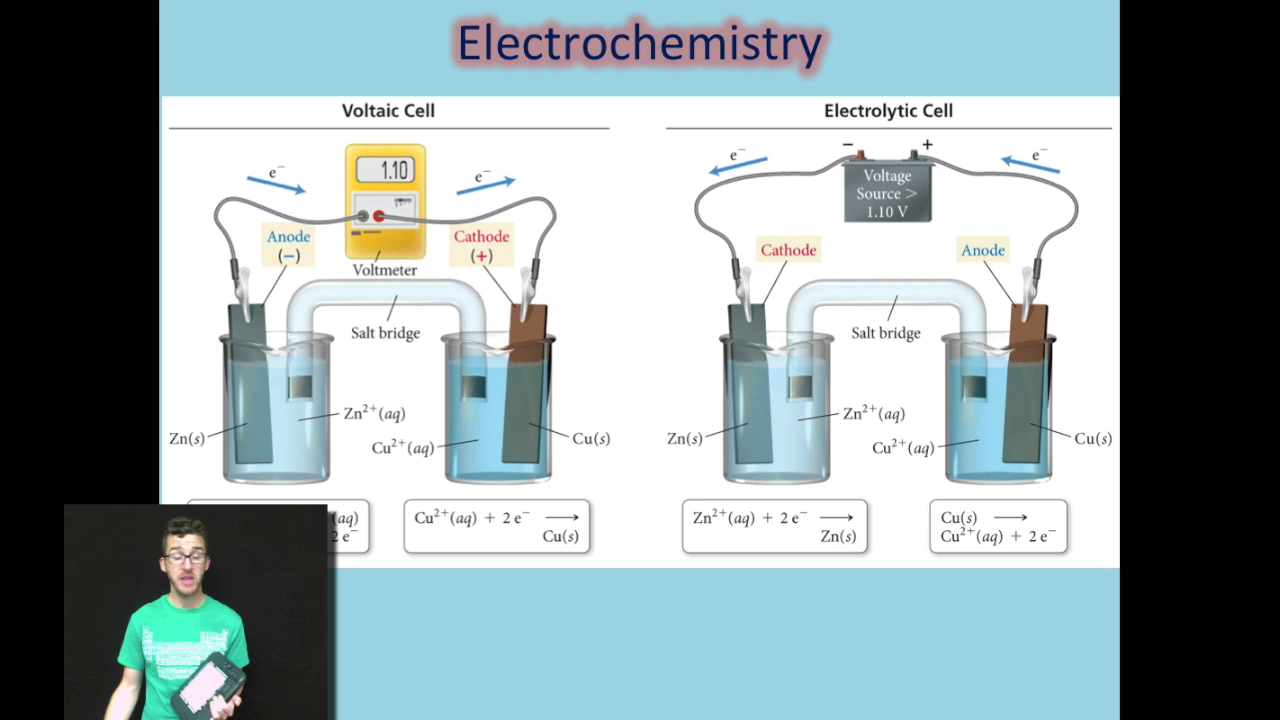 Electrochemistry
Voltaic Cell
e⁻
1.10
e⁻
Anode
(−)
Cathode
(+)
Voltmeter
Salt bridge
Zn²⁺(aq)
Zn(s)
Cu²⁺(aq)
Cu(s)
(aq)
2 e⁻
Cu²⁺(aq) + 2 e⁻ ⟶
Cu(s)
Electrolytic Cell
− +
e⁻
e⁻
Voltage
Source >
1.10 V
Cathode
Anode
Salt bridge
Zn²⁺(aq)
Zn(s)
Cu²⁺(aq)
Cu(s)
Zn²⁺(aq) + 2 e⁻ ⟶
Zn(s)
Cu(s) ⟶
Cu²⁺(aq) + 2 e⁻